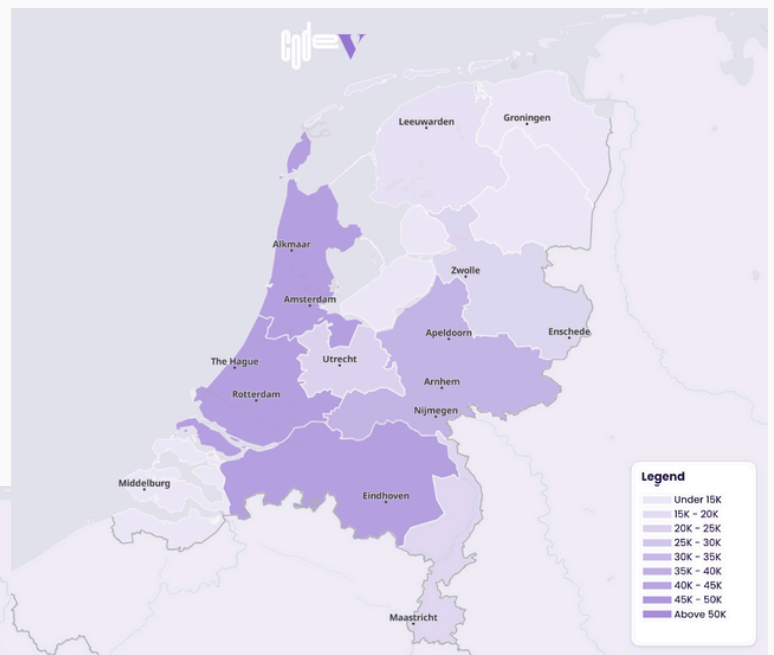 codev
Leeuwarden
Groningen
Alkmaar
Zwolle
Amsterdam
Enschede
Apeldoorn
The Hague
Utrecht
Arnhem
Rotterdam
Nijmegen
Middelburg
Eindhoven
Maastricht
Legend
Under 15K
15K - 20K
20K - 25K
25K - 30K
30K - 35K
35K - 40K
40K - 45K
45K - 50K
Above 50K